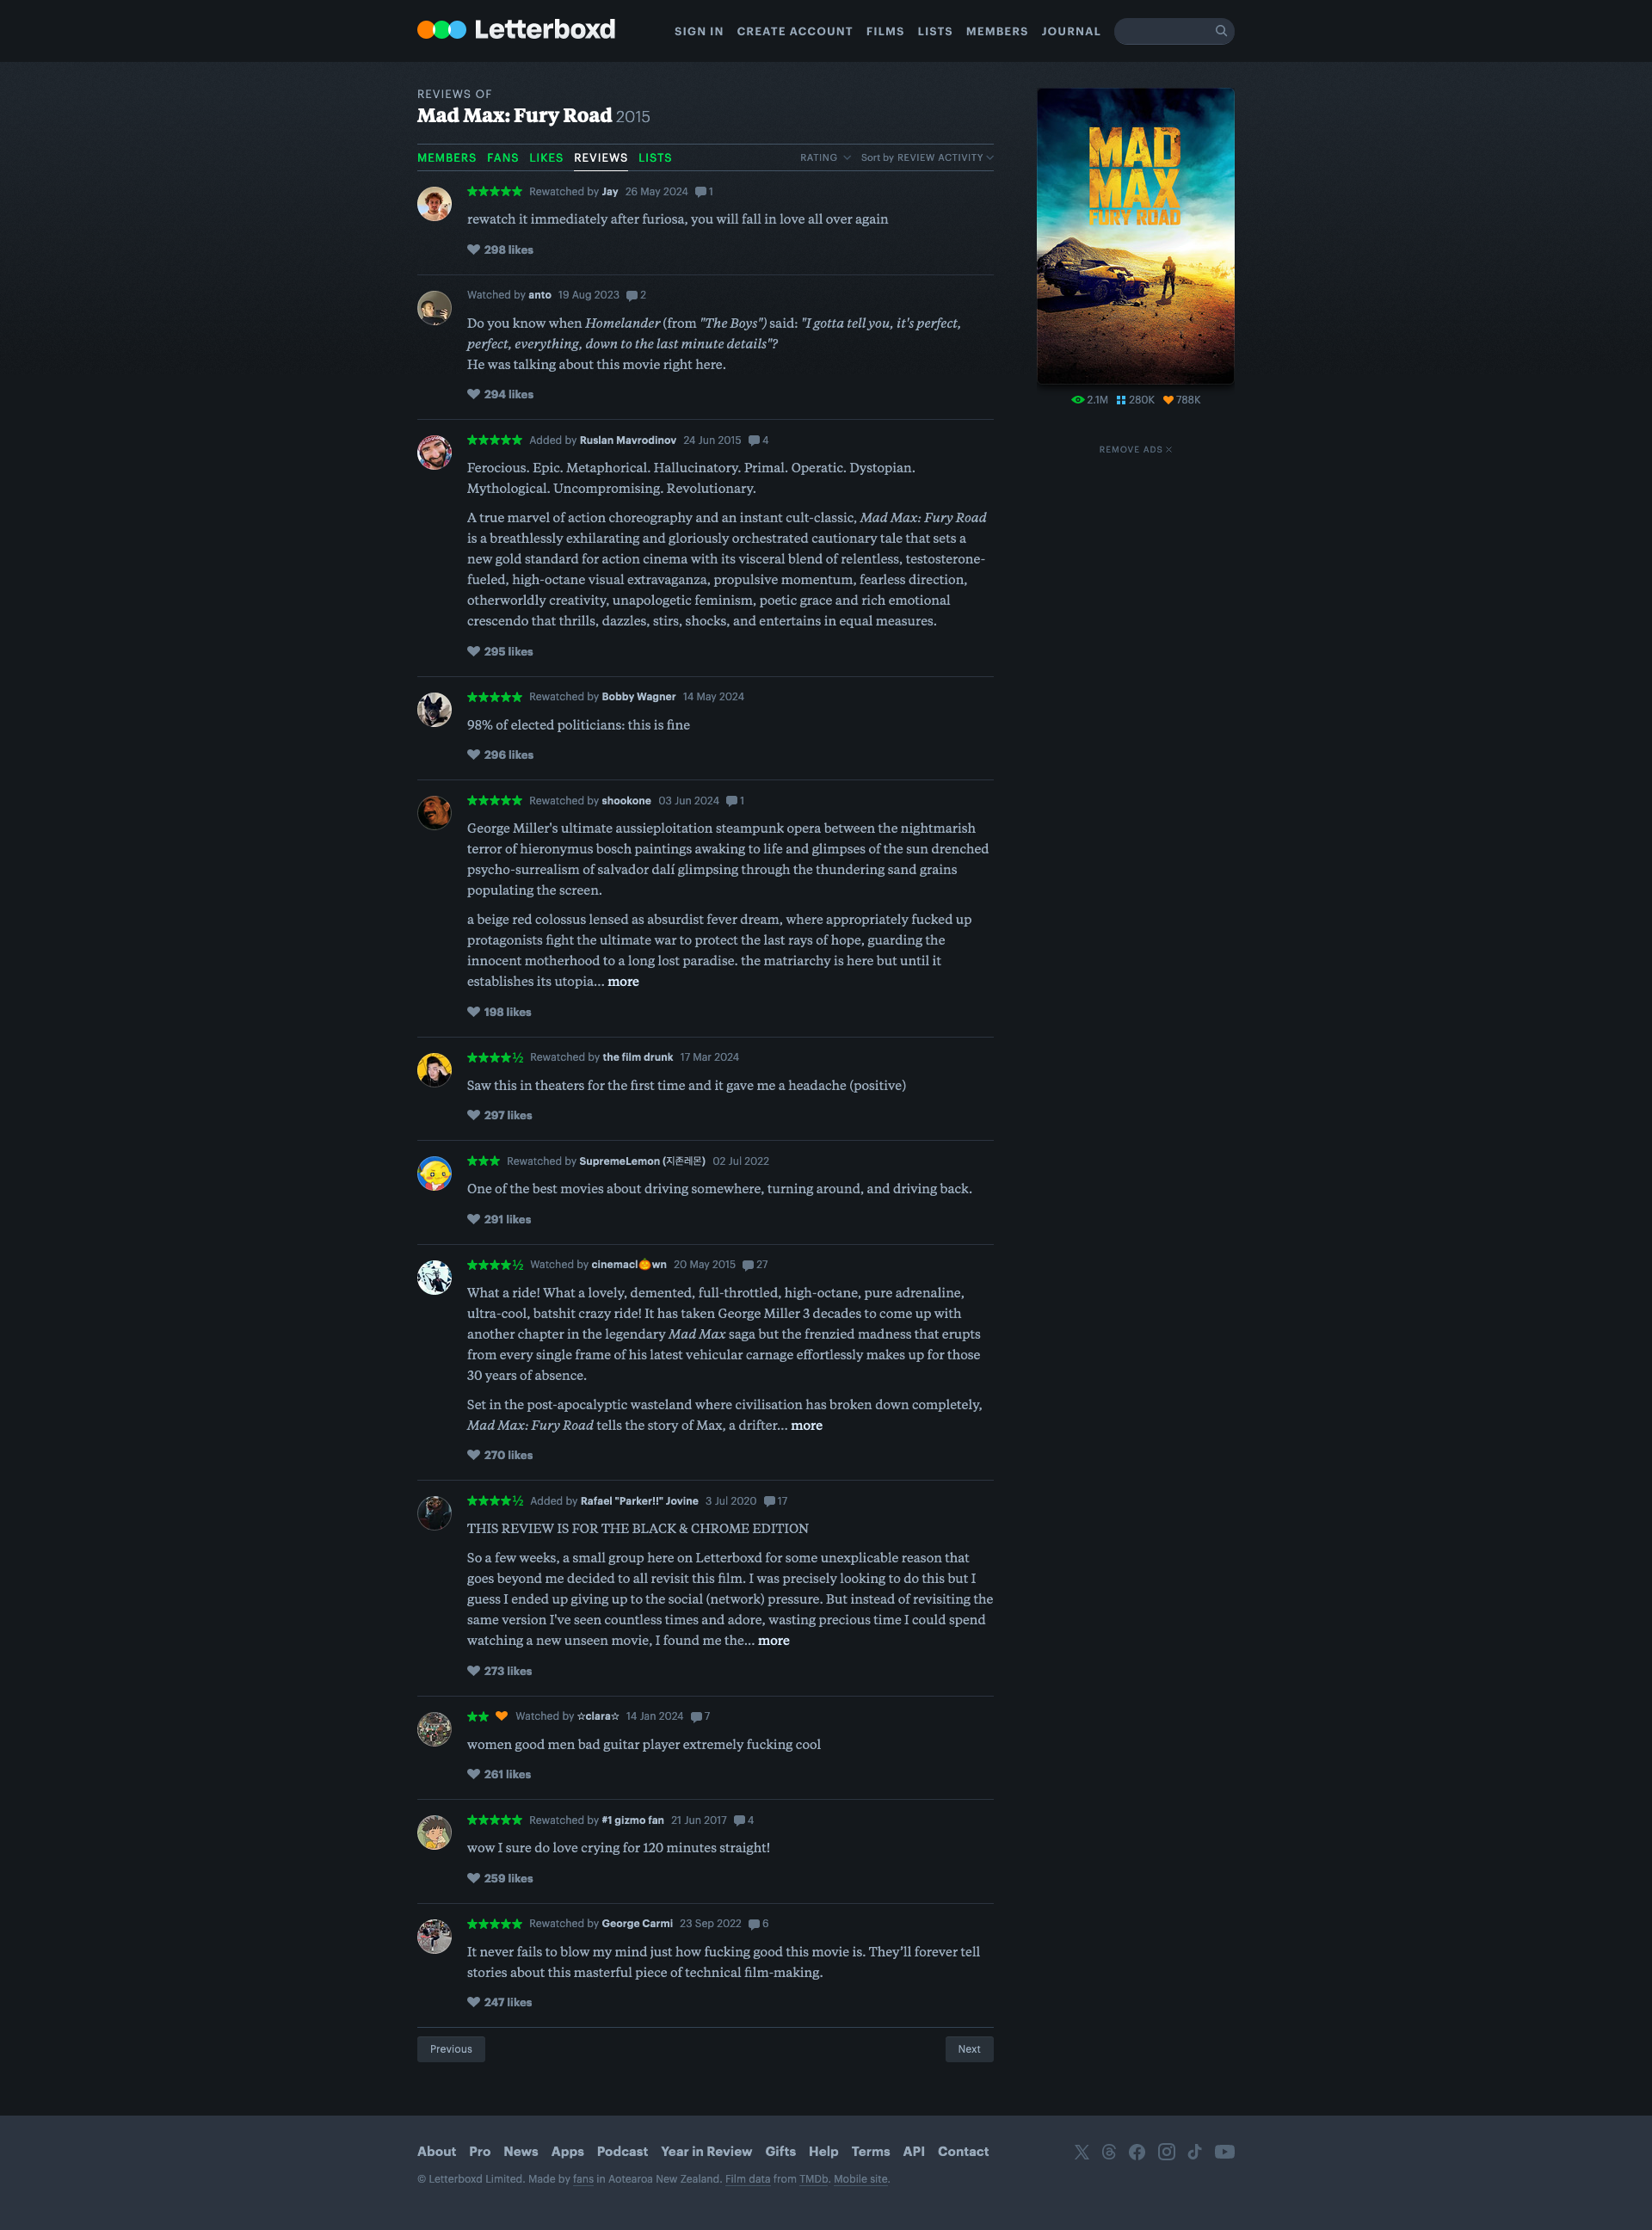 Letterboxd
SIGN IN CREATE ACCOUNT FILMS LISTS MEMBERS JOURNAL
REVIEWS OF
Mad Max: Fury Road 2015
MEMBERS FANS LIKES REVIEWS LISTS
RATING Sort by REVIEW ACTIVITY
★★★★★ Rewatched by Jay 26 May 2024 1
rewatch it immediately after furiosa, you will fall in love all over again
298 likes
Watched by anto 19 Aug 2023 2
Do you know when Homelander (from "The Boys") said: "I gotta tell you, it's perfect,
perfect, everything, down to the last minute details"?
He was talking about this movie right here.
294 likes
★★★★★ Added by Ruslan Mavrodinov 24 Jun 2015 4
Ferocious. Epic. Metaphorical. Hallucinatory. Primal. Operatic. Dystopian.
Mythological. Uncompromising. Revolutionary.
A true marvel of action choreography and an instant cult-classic, Mad Max: Fury Road
is a breathlessly exhilarating and gloriously orchestrated cautionary tale that sets a
new gold standard for action cinema with its visceral blend of relentless, testosterone-
fueled, high-octane visual extravaganza, propulsive momentum, fearless direction,
otherworldly creativity, unapologetic feminism, poetic grace and rich emotional
crescendo that thrills, dazzles, stirs, shocks, and entertains in equal measures.
295 likes
★★★★★ Rewatched by Bobby Wagner 14 May 2024
98% of elected politicians: this is fine
296 likes
★★★★★ Rewatched by shookone 03 Jun 2024 1
George Miller's ultimate aussieploitation steampunk opera between the nightmarish
terror of hieronymus bosch paintings awaking to life and glimpses of the sun drenched
psycho-surrealism of salvador dalí glimpsing through the thundering sand grains
populating the screen.
a beige red colossus lensed as absurdist fever dream, where appropriately fucked up
protagonists fight the ultimate war to protect the last rays of hope, guarding the
innocent motherhood to a long lost paradise. the matriarchy is here but until it
establishes its utopia... more
198 likes
★★★★½ Rewatched by the film drunk 17 Mar 2024
Saw this in theaters for the first time and it gave me a headache (positive)
297 likes
★★★ Rewatched by SupremeLemon (지존레몬) 02 Jul 2022
One of the best movies about driving somewhere, turning around, and driving back.
291 likes
★★★★½ Watched by cinemacl🎃wn 20 May 2015 27
What a ride! What a lovely, demented, full-throttled, high-octane, pure adrenaline,
ultra-cool, batshit crazy ride! It has taken George Miller 3 decades to come up with
another chapter in the legendary Mad Max saga but the frenzied madness that erupts
from every single frame of his latest vehicular carnage effortlessly makes up for those
30 years of absence.
Set in the post-apocalyptic wasteland where civilisation has broken down completely,
Mad Max: Fury Road tells the story of Max, a drifter... more
270 likes
★★★★½ Added by Rafael "Parker!!" Jovine 3 Jul 2020 17
THIS REVIEW IS FOR THE BLACK & CHROME EDITION
So a few weeks, a small group here on Letterboxd for some unexplicable reason that
goes beyond me decided to all revisit this film. I was precisely looking to do this but I
guess I ended up giving up to the social (network) pressure. But instead of revisiting the
same version I've seen countless times and adore, wasting precious time I could spend
watching a new unseen movie, I found me the... more
273 likes
★★ Watched by ☆clara☆ 14 Jan 2024 7
women good men bad guitar player extremely fucking cool
261 likes
★★★★★ Rewatched by #1 gizmo fan 21 Jun 2017 4
wow I sure do love crying for 120 minutes straight!
259 likes
★★★★★ Rewatched by George Carmi 23 Sep 2022 6
It never fails to blow my mind just how fucking good this movie is. They'll forever tell
stories about this masterful piece of technical film-making.
247 likes
Previous Next
MAD
MAX
FURY ROAD
2.1M 280K 788K
REMOVE ADS
About Pro News Apps Podcast Year in Review Gifts Help Terms API Contact
© Letterboxd Limited. Made by fans in Aotearoa New Zealand. Film data from TMDb. Mobile site.